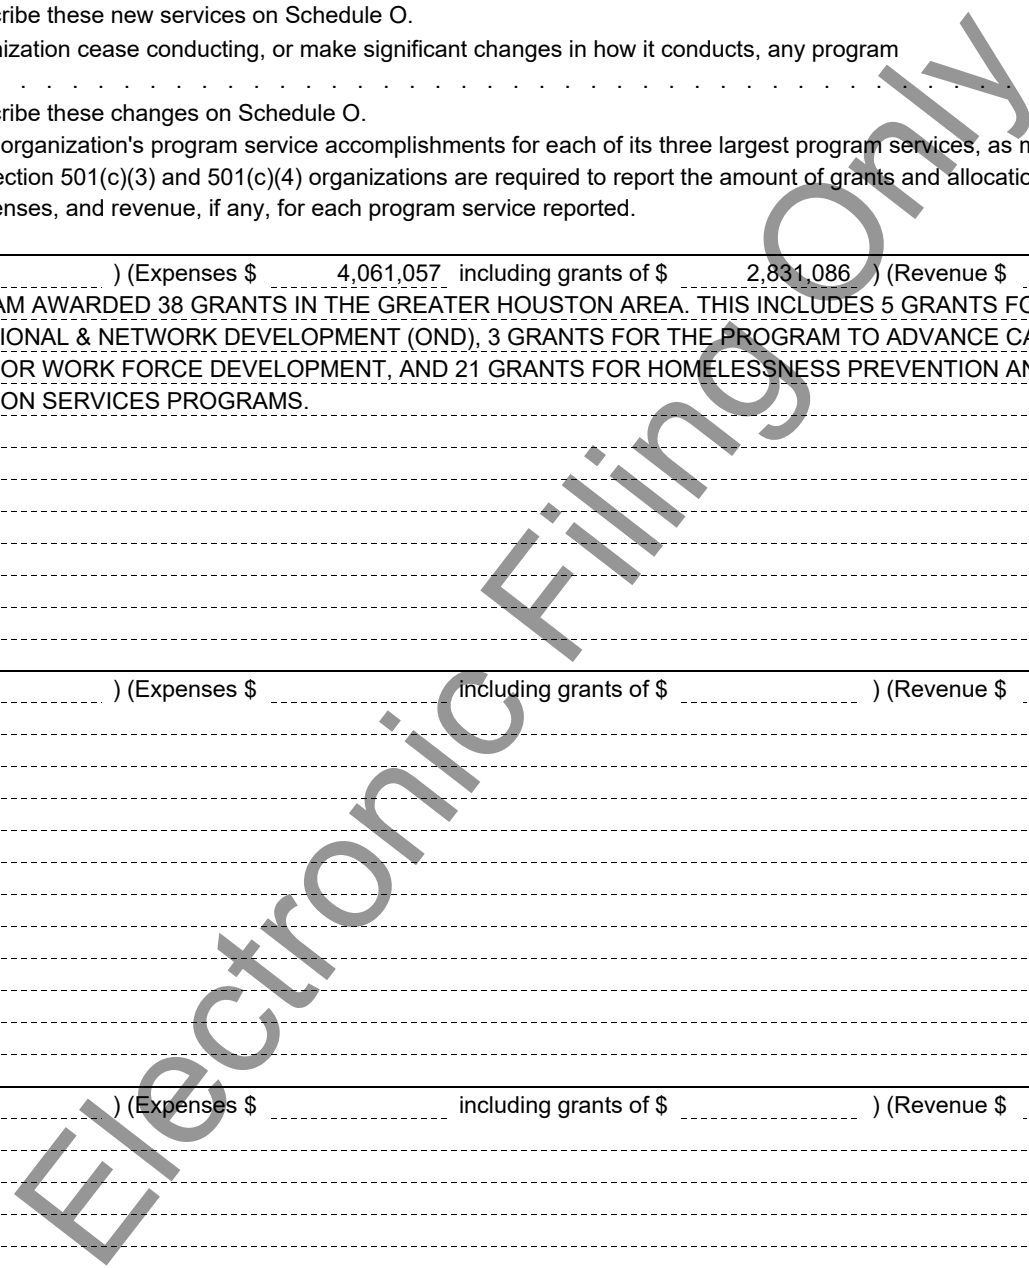 cribe these new services on Schedule O.
nization cease conducting, or make significant changes in how it conducts, any program
. . . . . . . . . . . . . . . . . . . . . . . . . . . . . . . . . . . . . . .
cribe these changes on Schedule O.
organization's program service accomplishments for each of its three largest program services, as m
ection 501(c)(3) and 501(c)(4) organizations are required to report the amount of grants and allocatio
enses, and revenue, if any, for each program service reported.
) (Expenses $ 4,061,057 including grants of $ 2,831,086 ) (Revenue $
AM AWARDED 38 GRANTS IN THE GREATER HOUSTON AREA. THIS INCLUDES 5 GRANTS FO
IONAL & NETWORK DEVELOPMENT (OND), 3 GRANTS FOR THE PROGRAM TO ADVANCE CA
OR WORK FORCE DEVELOPMENT, AND 21 GRANTS FOR HOMELESSNESS PREVENTION AN
ON SERVICES PROGRAMS.
) (Expenses $ including grants of $ ) (Revenue $
) (Expenses $ including grants of $ ) (Revenue $
Electronic Filing Only